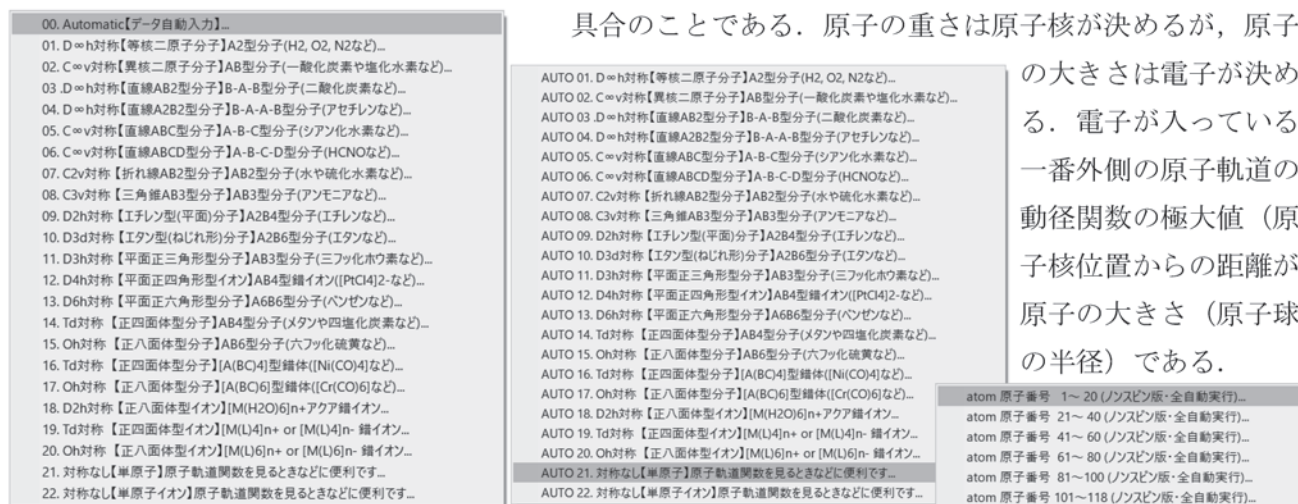 00. Automatic【データ自動入力】...
01. D∞h対称【等核二原子分子】A2型分子(H2, O2, N2など)...
02. C∞v対称【異核二原子分子】AB型分子(一酸化炭素や塩化水素など)...
03 .D∞h対称【直線AB2型分子】B-A-B型分子(二酸化炭素など)...
04. D∞h対称【直線A2B2型分子】B-A-A-B型分子(アセチレンなど)...
05. C∞v対称【直線ABC型分子】A-B-C型分子(シアン化水素など)...
06. C∞v対称【直線ABCD型分子】A-B-C-D型分子(HCNOなど)...
07. C2v対称 【折れ線AB2型分子】AB2型分子(水や硫化水素など)...
08. C3v対称 【三角錐AB3型分子】AB3型分子(アンモニアなど)...
09. D2h対称 【エチレン型(平面)分子】A2B4型分子(エチレンなど)...
10. D3d対称 【エタン型(ねじれ形)分子】A2B6型分子(エタンなど)...
11. D3h対称 【平面正三角形型分子】AB3型分子(三フッ化ホウ素など)...
12. D4h対称 【平面正四角形型イオン】AB4型錯イオン([PtCl4]2-など)...
13. D6h対称 【平面正六角形型分子】A6B6型分子(ベンゼンなど)...
14. Td対称 【正四面体型分子】AB4型分子(メタンや四塩化炭素など)...
15. Oh対称 【正八面体型分子】AB6型分子(六フッ化硫黄など)...
16. Td対称 【正四面体型分子】[A(BC)4]型錯体([Ni(CO)4]など)...
17. Oh対称 【正八面体型分子】[A(BC)6]型錯体([Cr(CO)6]など)...
18. D2h対称 【正八面体型イオン】[M(H2O)6]n+アクア錯イオン...
19. Td対称 【正四面型イオン】[M(L)4]n+ or [M(L)4]n- 錯イオン...
20. Oh対称 【正八面体型イオン】[M(L)6]n+ or [M(L)6]n- 錯イオン...
21. 対称なし【単原子】原子軌道関数を見るときなどに便利です...
22. 対称なし【単原子イオン】原子軌道関数を見るときなどに便利です...
AUTO 01. D∞h対称【等核二原子分子】A2型分子(H2, O2, N2など)...
AUTO 02. C∞v対称【異核二原子分子】AB型分子(一酸化炭素や塩化水素など)...
AUTO 03 .D∞h対称【直線AB2型分子】B-A-B型分子(二酸化炭素など)...
AUTO 04. D∞h対称【直線A2B2型分子】B-A-A-B型分子(アセチレンなど)...
AUTO 05. C∞v対称【直線ABC型分子】A-B-C型分子(シアン化水素など)...
AUTO 06. C∞v対称【直線ABCD型分子】A-B-C-D型分子(HCNOなど)...
AUTO 07. C2v対称 【折れ線AB2型分子】AB2型分子(水や硫化水素など)...
AUTO 08. C3v対称 【三角錐AB3型分子】AB3型分子(アンモニアなど)...
AUTO 09. D2h対称 【エチレン型(平面)分子】A2B4型分子(エチレンなど)...
AUTO 10. D3d対称 【エタン型(ねじれ形)分子】A2B6型分子(エタンなど)...
AUTO 11. D3h対称 【平面正三角形型分子】AB3型分子(三フッ化ホウ素など)...
AUTO 12. D4h対称 【平面正四角形型イオン】AB4型錯イオン([PtCl4]2-など)...
AUTO 13. D6h対称 【平面正六角形型分子】A6B6型分子(ベンゼンなど)...
AUTO 14. Td対称 【正四面体型分子】AB4型分子(メタンや四塩化炭素など)...
AUTO 15. Oh対称 【正八面体型分子】AB6型分子(六フッ化硫黄など)...
AUTO 16. Td対称 【正四面体型分子】[A(BC)4]型錯体([Ni(CO)4]など)...
AUTO 17. Oh対称 【正八面体型分子】[A(BC)6]型錯体([Cr(CO)6]など)...
AUTO 18. D2h対称 【正八面体型イオン】[M(H2O)6]n+アクア錯イオン...
AUTO 19. Td対称 【正四面型イオン】[M(L)4]n+ or [M(L)4]n- 錯イオン...
AUTO 20. Oh対称 【正八面体型イオン】[M(L)6]n+ or [M(L)6]n- 錯イオン...
AUTO 21. 対称なし【単原子】原子軌道関数を見るときなどに便利です...
AUTO 22. 対称なし【単原子イオン】原子軌道関数を見るときなどに便利です...
具合のことである．原子の重さは原子核が決めるが，原子
の大きさは電子が決め
る．電子が入っている
一番外側の原子軌道の
動径関数の極大値（原
子核位置からの距離が
原子の大きさ（原子球
の半径）である．
atom 原子番号 1～ 20 (ノンスピン版・全自動実行)...
atom 原子番号 21～ 40 (ノンスピン版・全自動実行)...
atom 原子番号 41～ 60 (ノンスピン版・全自動実行)...
atom 原子番号 61～ 80 (ノンスピン版・全自動実行)...
atom 原子番号 81～100 (ノンスピン版・全自動実行)...
atom 原子番号 101～118 (ノンスピン版・全自動実行)...